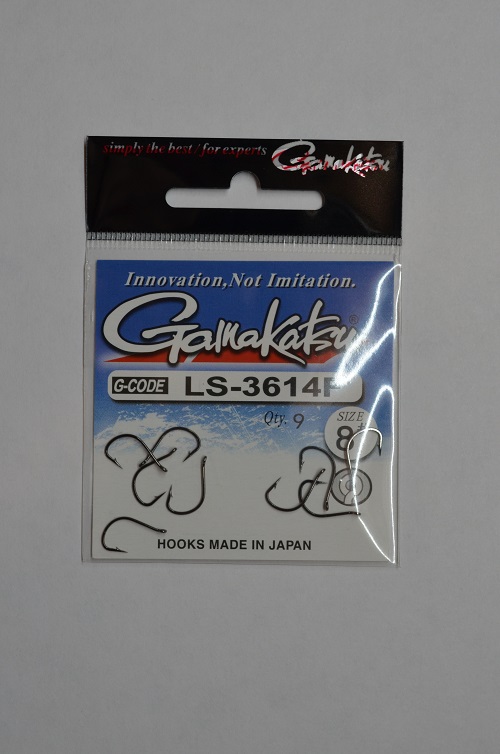 simply the best / for experts Gamakatsu
Innovation, Not Imitation.
Gamakatsu ®
G-CODE LS-3614F
Qty. 9 SIZE
8
HOOKS MADE IN JAPAN